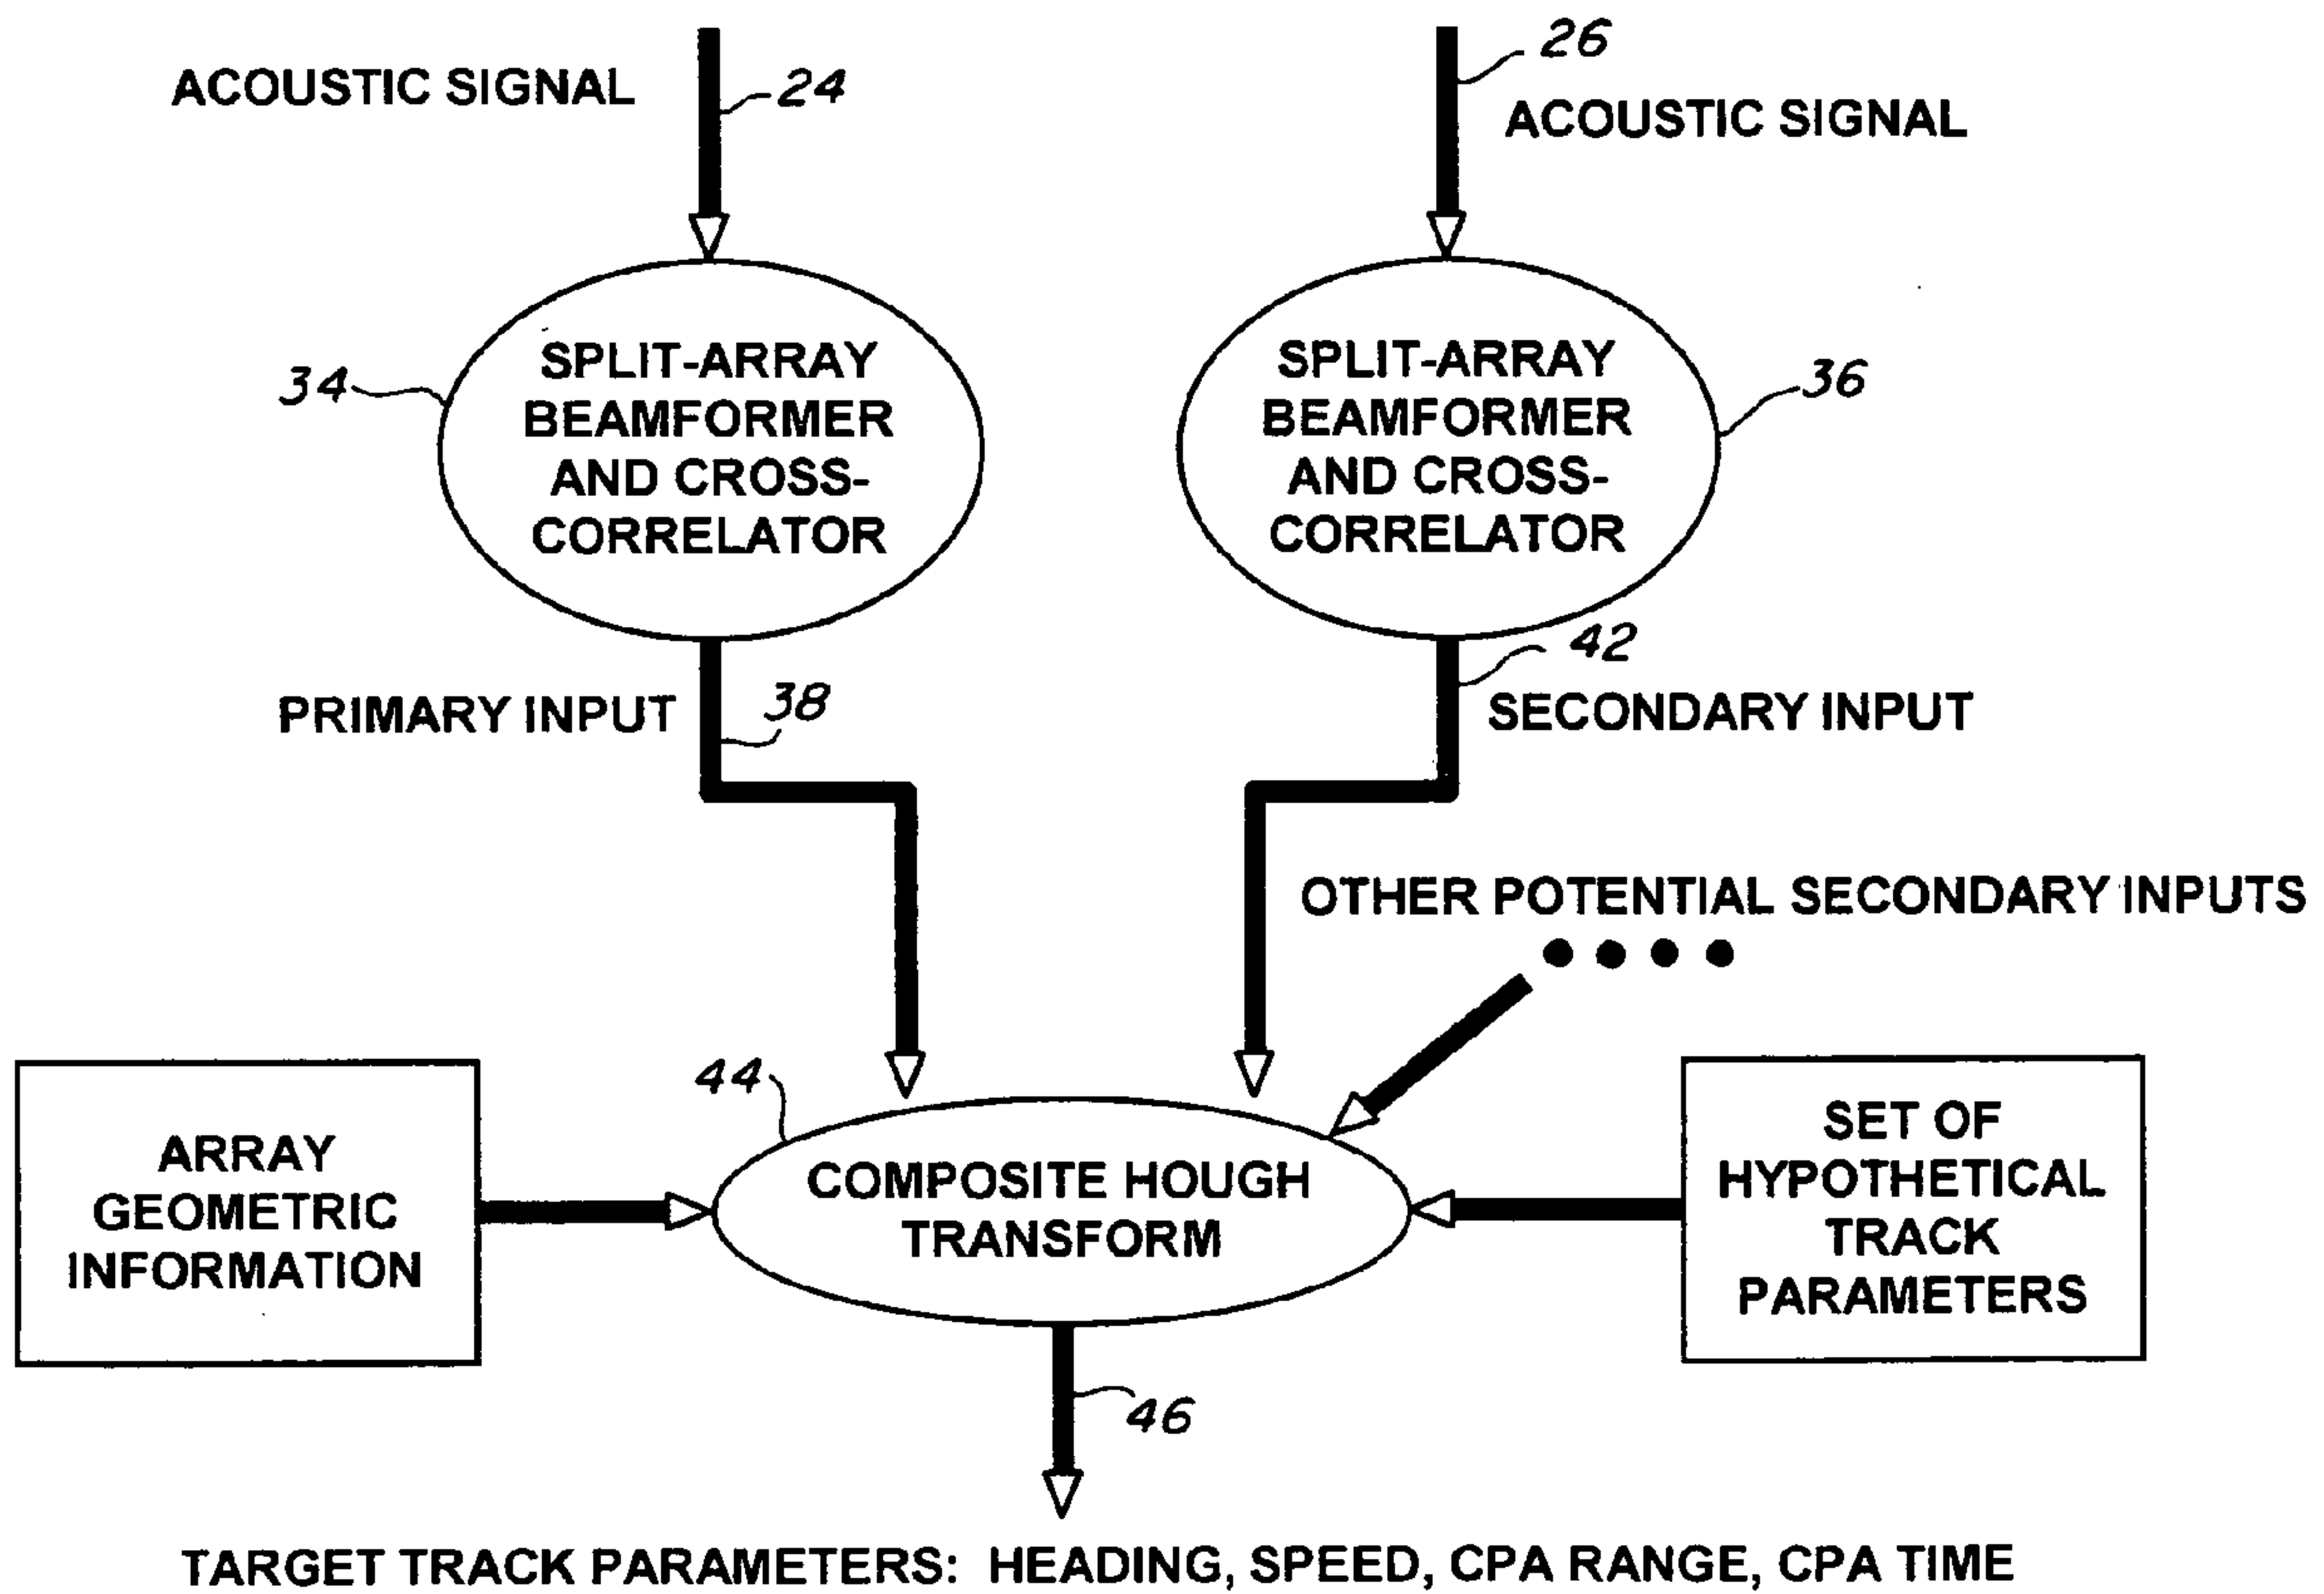 26
ACOUSTIC SIGNAL
24
ACOUSTIC SIGNAL
SPLIT-ARRAY
BEAMFORMER
AND CROSS-
CORRELATOR
34
SPLIT-ARRAY
BEAMFORMER
AND CROSS-
CORRELATOR
36
PRIMARY INPUT
38
42
SECONDARY INPUT
OTHER POTENTIAL SECONDARY INPUTS
44
ARRAY
GEOMETRIC
INFORMATION
COMPOSITE HOUGH
TRANSFORM
SET OF
HYPOTHETICAL
TRACK
PARAMETERS
46
TARGET TRACK PARAMETERS: HEADING, SPEED, CPA RANGE, CPA TIME